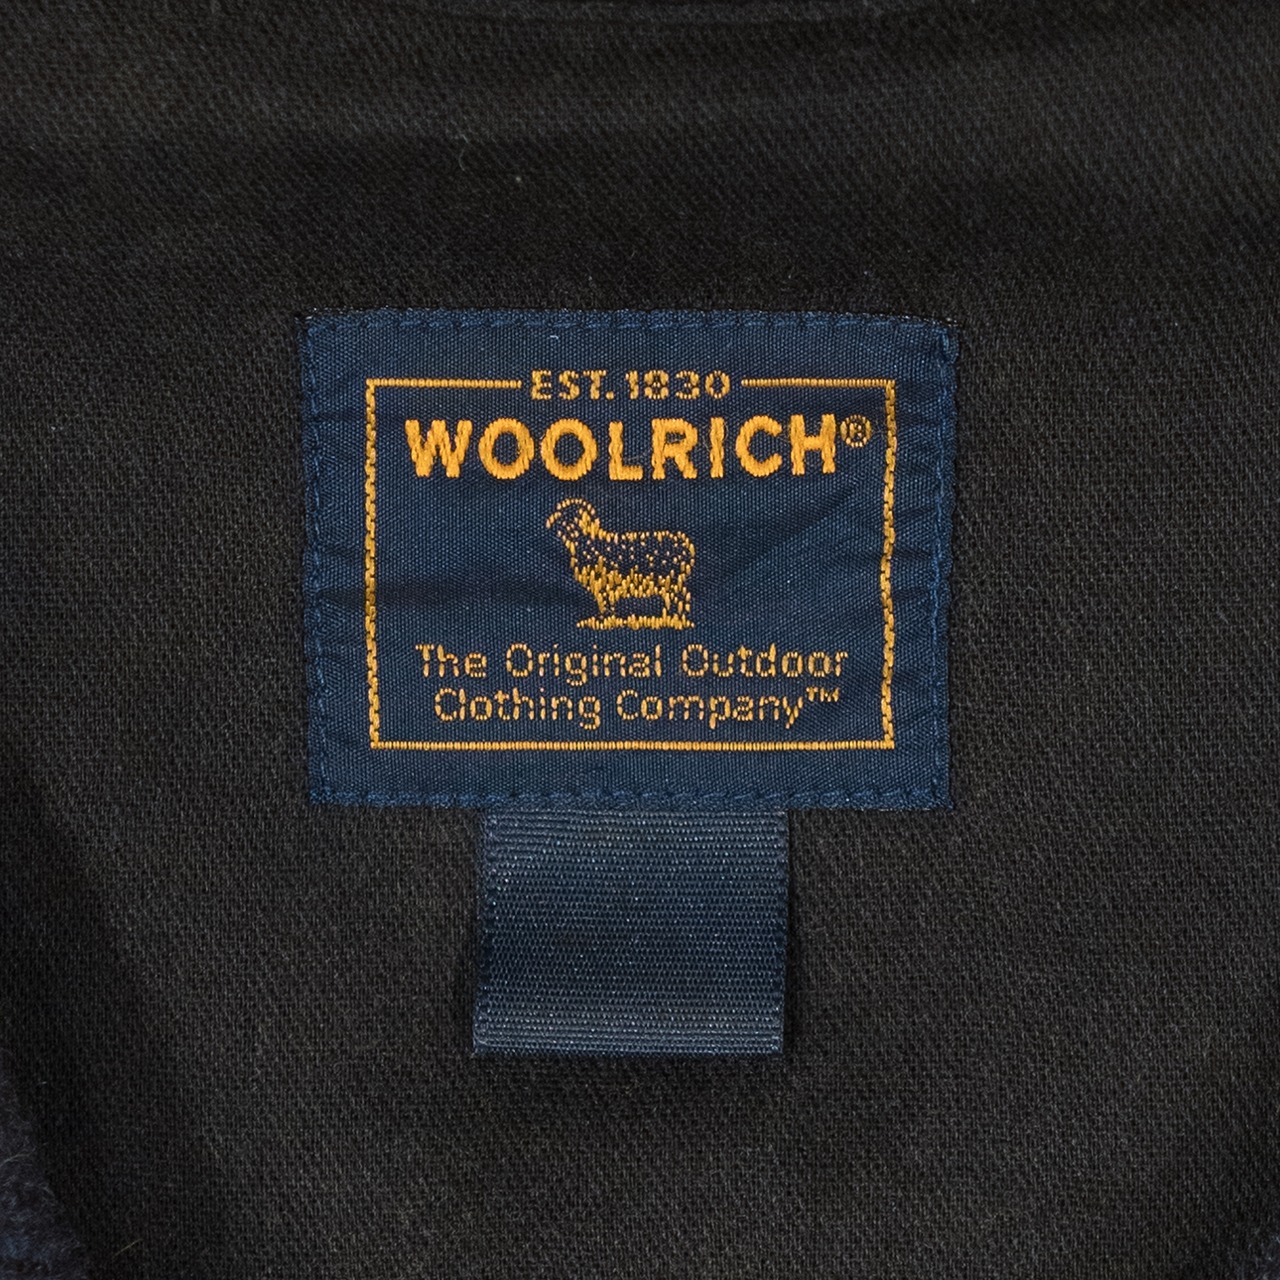 EST. 1830
WOOLRICH®
The Original Outdoor
Clothing Company™